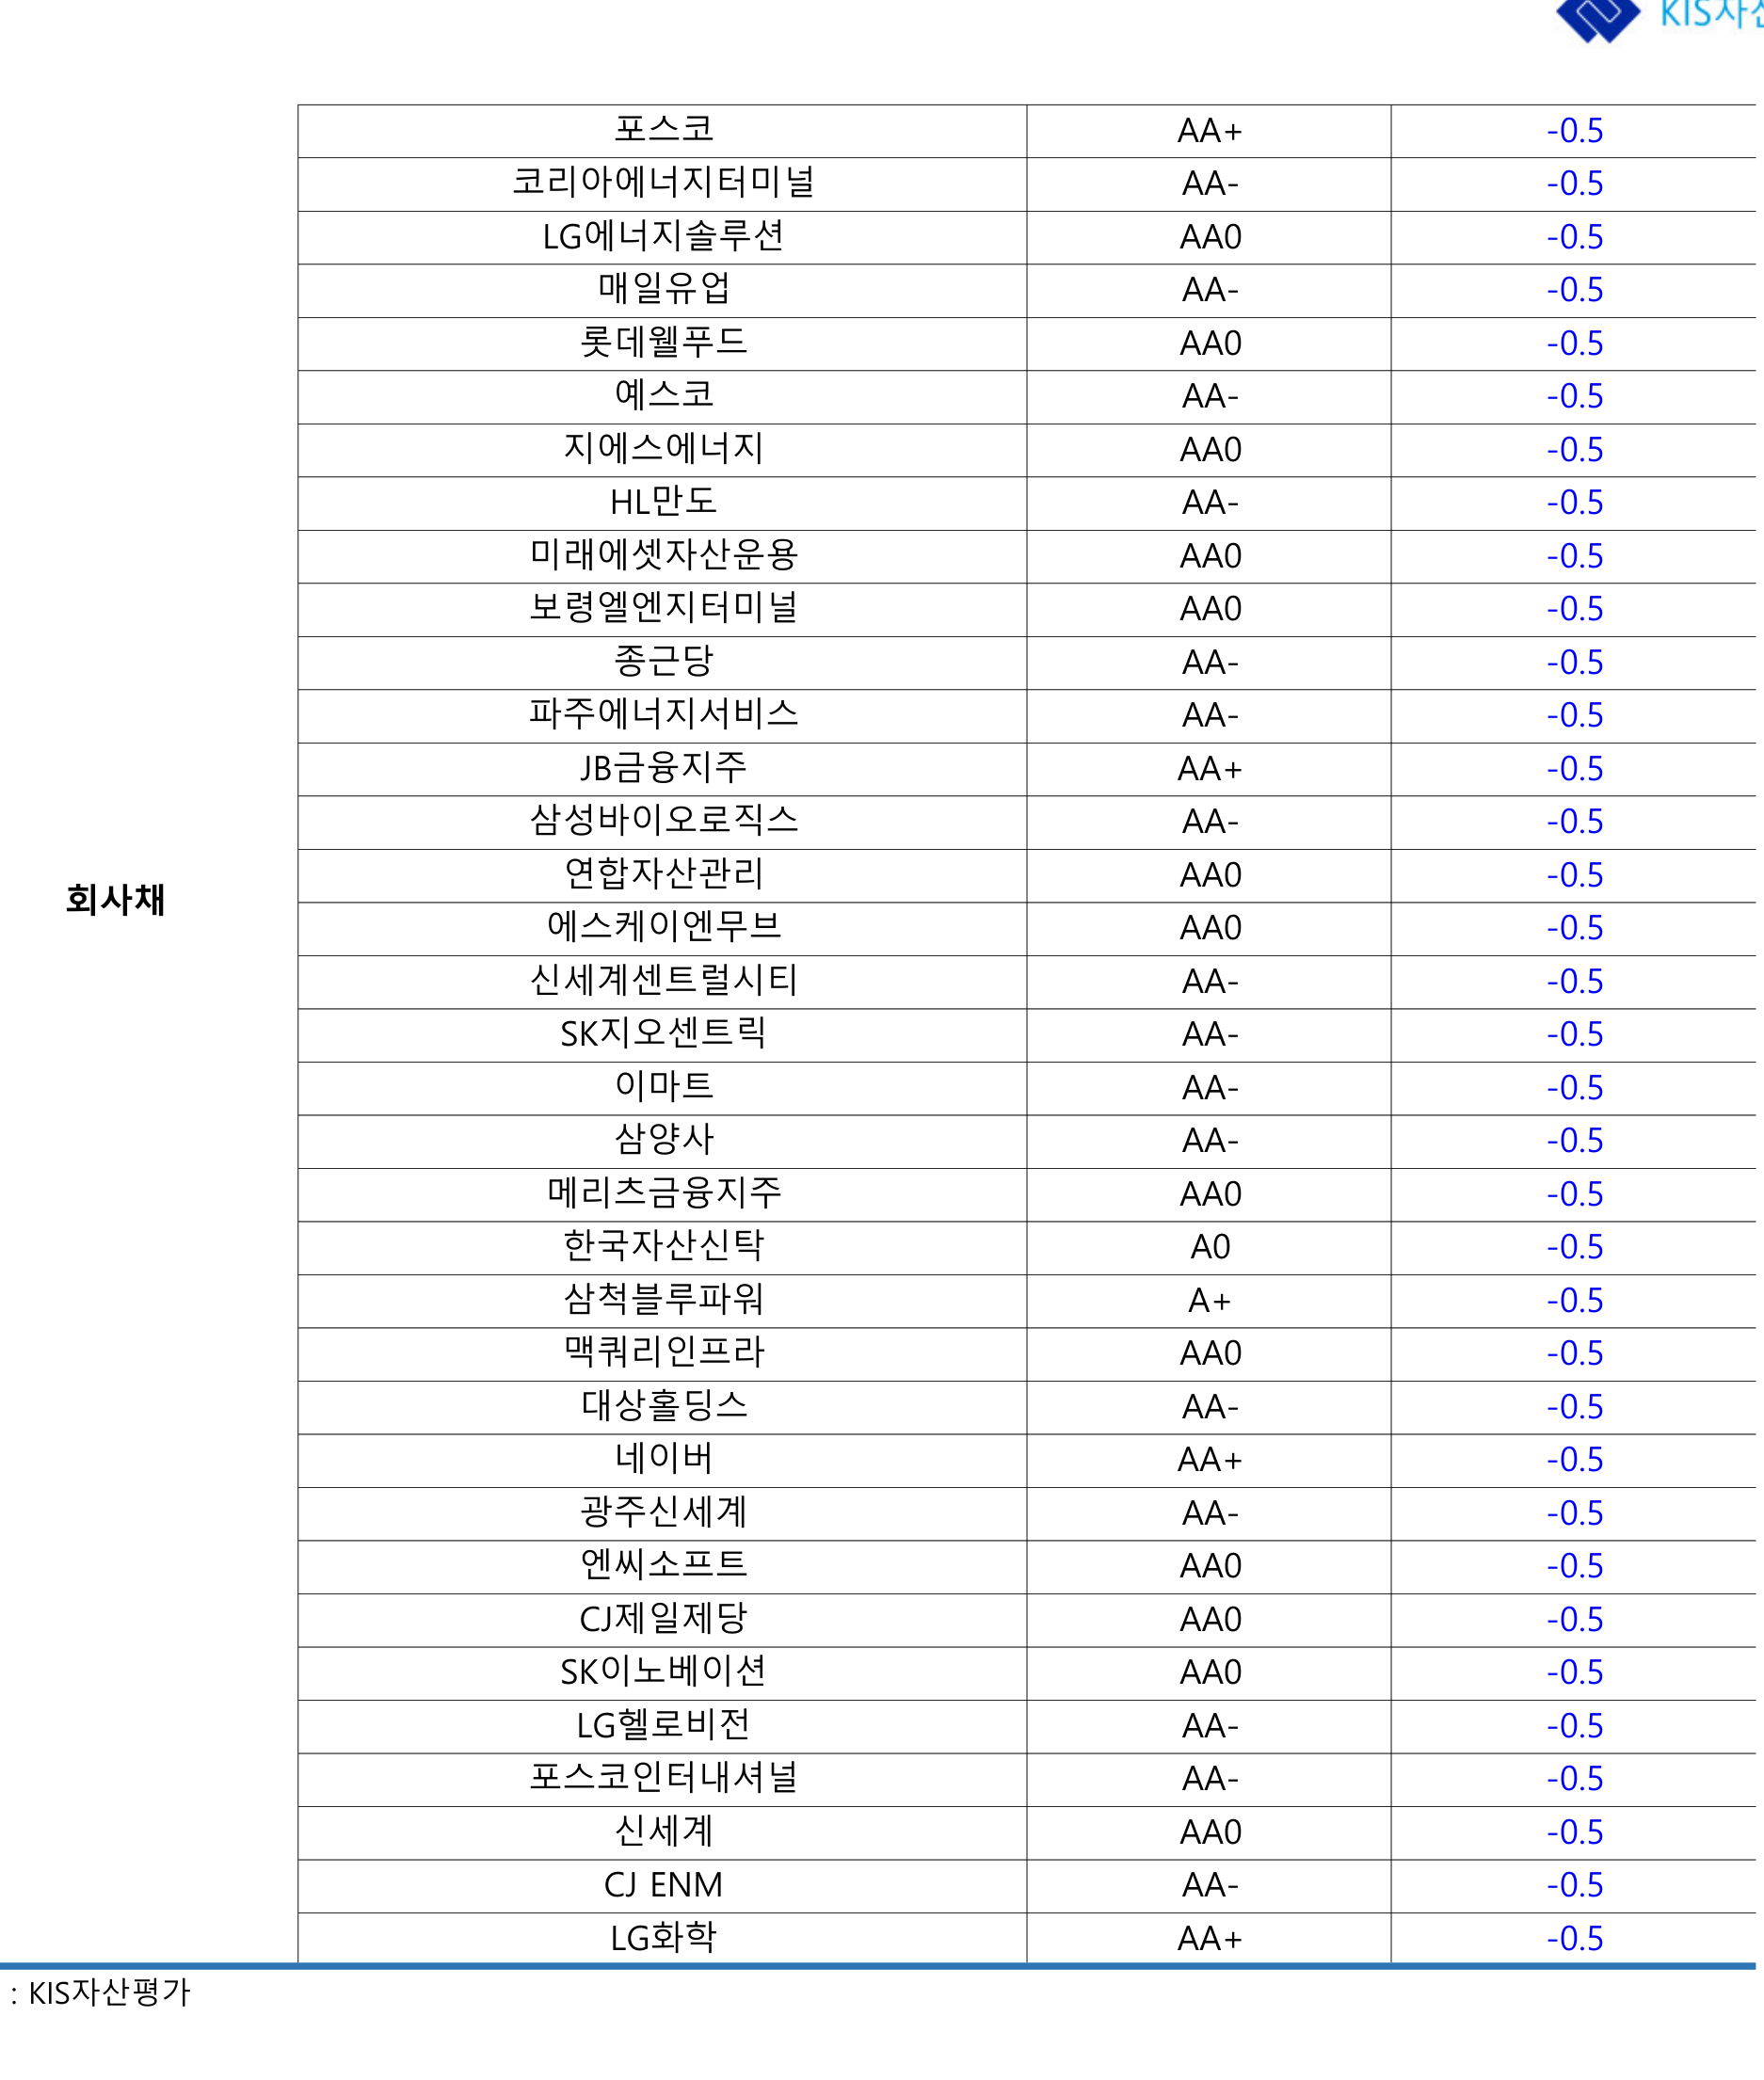 KIS자산
포스코 AA+ -0.5
코리아에너지터미널 AA- -0.5
LG에너지솔루션 AA0 -0.5
매일유업 AA- -0.5
롯데웰푸드 AA0 -0.5
예스코 AA- -0.5
지에스에너지 AA0 -0.5
HL만도 AA- -0.5
미래에셋자산운용 AA0 -0.5
보령엘엔지터미널 AA0 -0.5
종근당 AA- -0.5
파주에너지서비스 AA- -0.5
JB금융지주 AA+ -0.5
삼성바이오로직스 AA- -0.5
회사채 연합자산관리 AA0 -0.5
에스케이엔무브 AA0 -0.5
신세계센트럴시티 AA- -0.5
SK지오센트릭 AA- -0.5
이마트 AA- -0.5
삼양사 AA- -0.5
메리츠금융지주 AA0 -0.5
한국자산신탁 A0 -0.5
삼척블루파워 A+ -0.5
맥쿼리인프라 AA0 -0.5
대상홀딩스 AA- -0.5
네이버 AA+ -0.5
광주신세계 AA- -0.5
엔씨소프트 AA0 -0.5
CJ제일제당 AA0 -0.5
SK이노베이션 AA0 -0.5
LG헬로비전 AA- -0.5
포스코인터내셔널 AA- -0.5
신세계 AA0 -0.5
CJ ENM AA- -0.5
LG화학 AA+ -0.5
: KIS자산평가